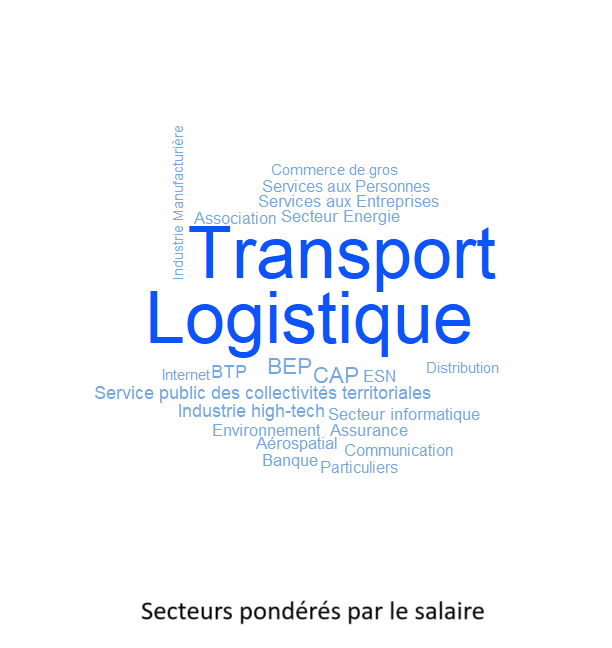 Industrie Manufacturière
Commerce de gros
Services aux Personnes
Services aux Entreprises
Association Secteur Energie
Transport
Logistique
Internet BTP BEP CAP ESN Distribution
Service public des collectivités territoriales
Industrie high-tech Secteur informatique
Environnement Assurance
Aérospatial Communication
Banque Particuliers
Secteurs pondérés par le salaire